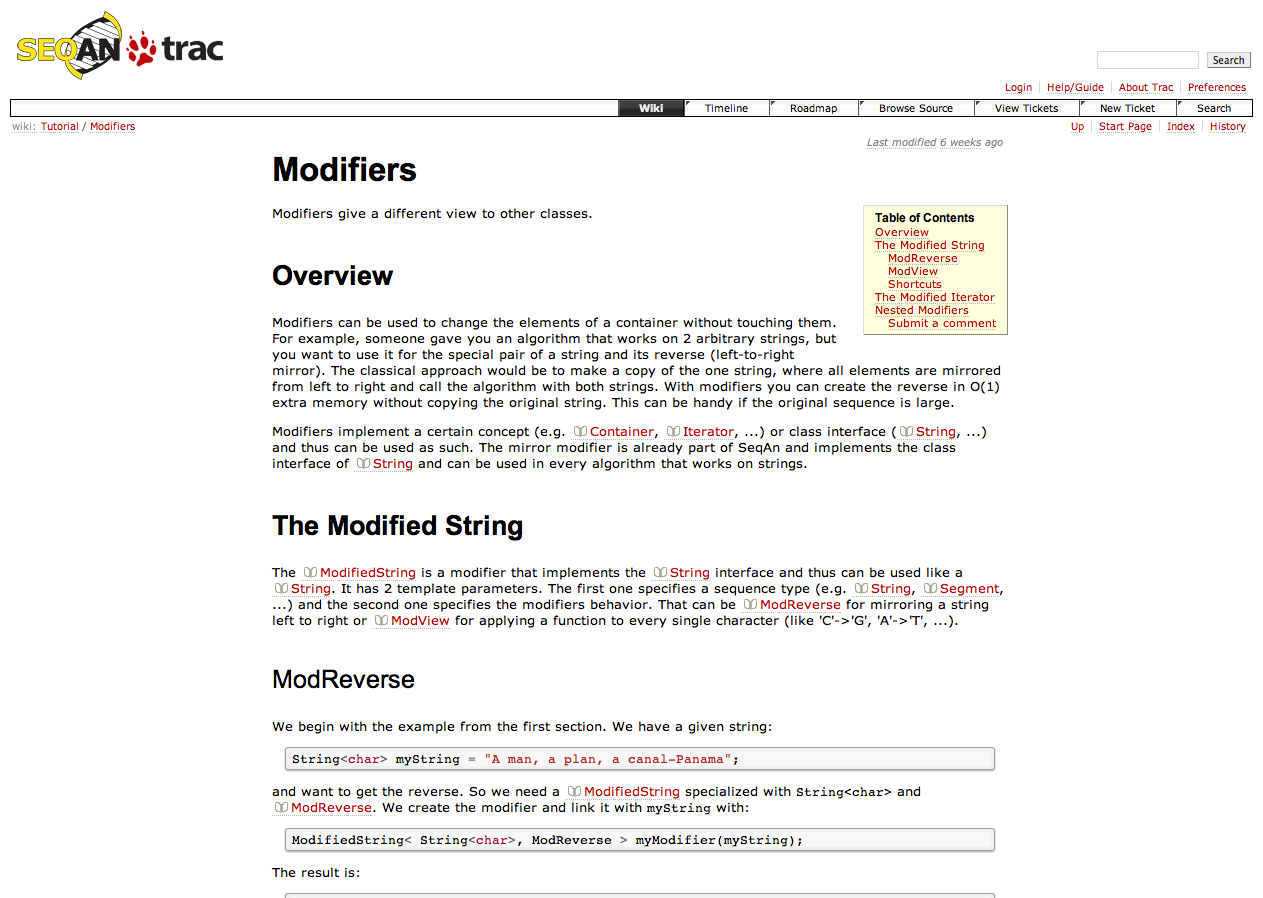 SEQAN trac
Search
Login Help/Guide About Trac Preferences
Wiki Timeline Roadmap Browse Source View Tickets New Ticket Search
wiki: Tutorial / Modifiers
Up Start Page Index History
Last modified 6 weeks ago
Modifiers
Modifiers give a different view to other classes.
Table of Contents
Overview
The Modified String
ModReverse
ModView
Shortcuts
The Modified Iterator
Nested Modifiers
Submit a comment
Overview
Modifiers can be used to change the elements of a container without touching them.
For example, someone gave you an algorithm that works on 2 arbitrary strings, but
you want to use it for the special pair of a string and its reverse (left-to-right
mirror). The classical approach would be to make a copy of the one string, where all elements are mirrored
from left to right and call the algorithm with both strings. With modifiers you can create the reverse in O(1)
extra memory without copying the original string. This can be handy if the original sequence is large.
Modifiers implement a certain concept (e.g. Container, Iterator, ...) or class interface (String, ...)
and thus can be used as such. The mirror modifier is already part of SeqAn and implements the class
interface of String and can be used in every algorithm that works on strings.
The Modified String
The ModifiedString is a modifier that implements the String interface and thus can be used like a
String. It has 2 template parameters. The first one specifies a sequence type (e.g. String, Segment,
...) and the second one specifies the modifiers behavior. That can be ModReverse for mirroring a string
left to right or ModView for applying a function to every single character (like 'C'->'G', 'A'->'T', ...).
ModReverse
We begin with the example from the first section. We have a given string:
String<char> myString = "A man, a plan, a canal-Panama";
and want to get the reverse. So we need a ModifiedString specialized with String<char> and
ModReverse. We create the modifier and link it with myString with:
ModifiedString< String<char>, ModReverse > myModifier(myString);
The result is: